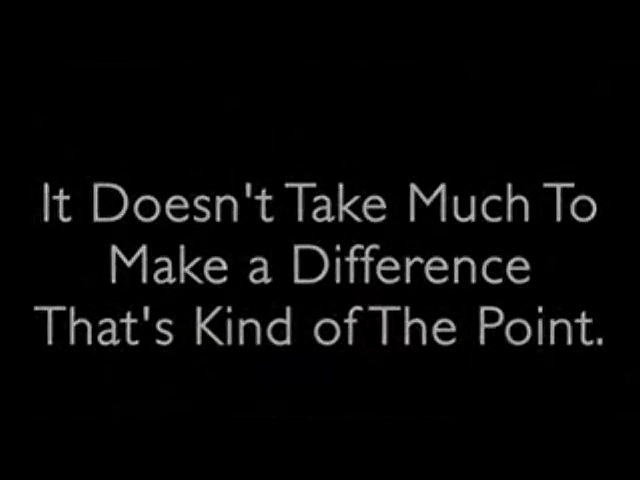 It Doesn't Take Much To
Make a Difference
That's Kind of The Point.